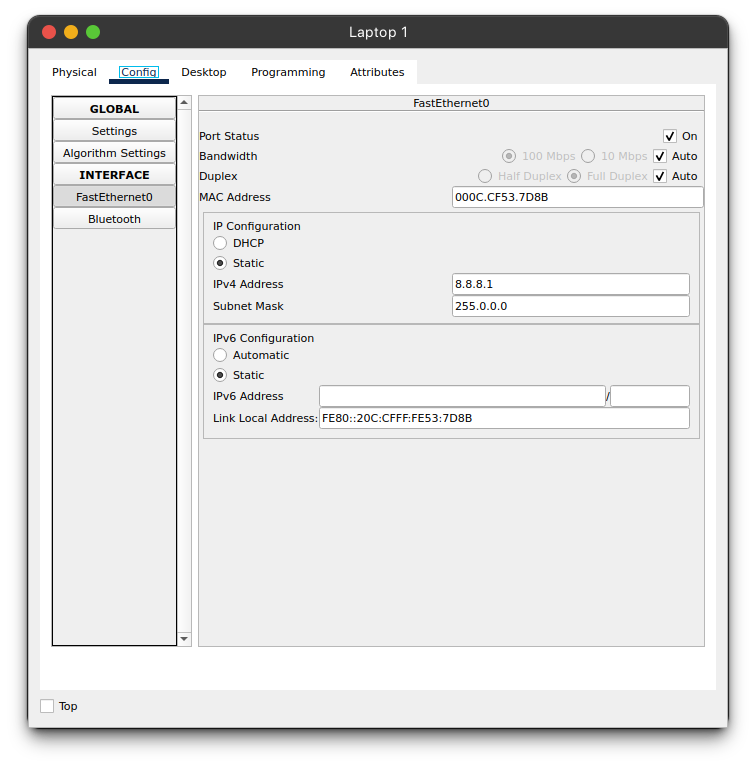 Laptop 1
Physical Config Desktop Programming Attributes
GLOBAL
Settings
Algorithm Settings
INTERFACE
FastEthernet0
Bluetooth
FastEthernet0
Port Status On
Bandwidth 100 Mbps 10 Mbps Auto
Duplex Half Duplex Full Duplex Auto
MAC Address 000C.CF53.7D8B
IP Configuration
DHCP
Static
IPv4 Address 8.8.8.1
Subnet Mask 255.0.0.0
IPv6 Configuration
Automatic
Static
IPv6 Address /
Link Local Address: FE80::20C:CFFF:FE53:7D8B
Top